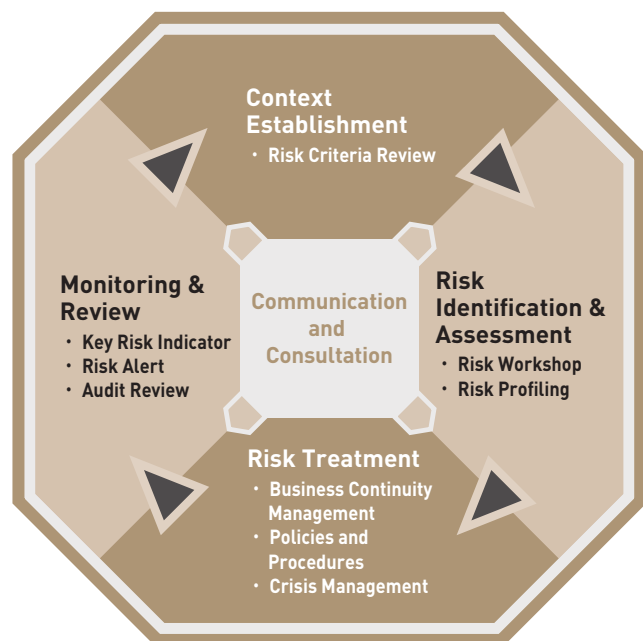 Context
Establishment
· Risk Criteria Review
Monitoring &
Review
· Key Risk Indicator
· Risk Alert
· Audit Review
Communication
and
Consultation
Risk
Identification &
Assessment
· Risk Workshop
· Risk Profiling
Risk Treatment
· Business Continuity
Management
· Policies and
Procedures
· Crisis Management